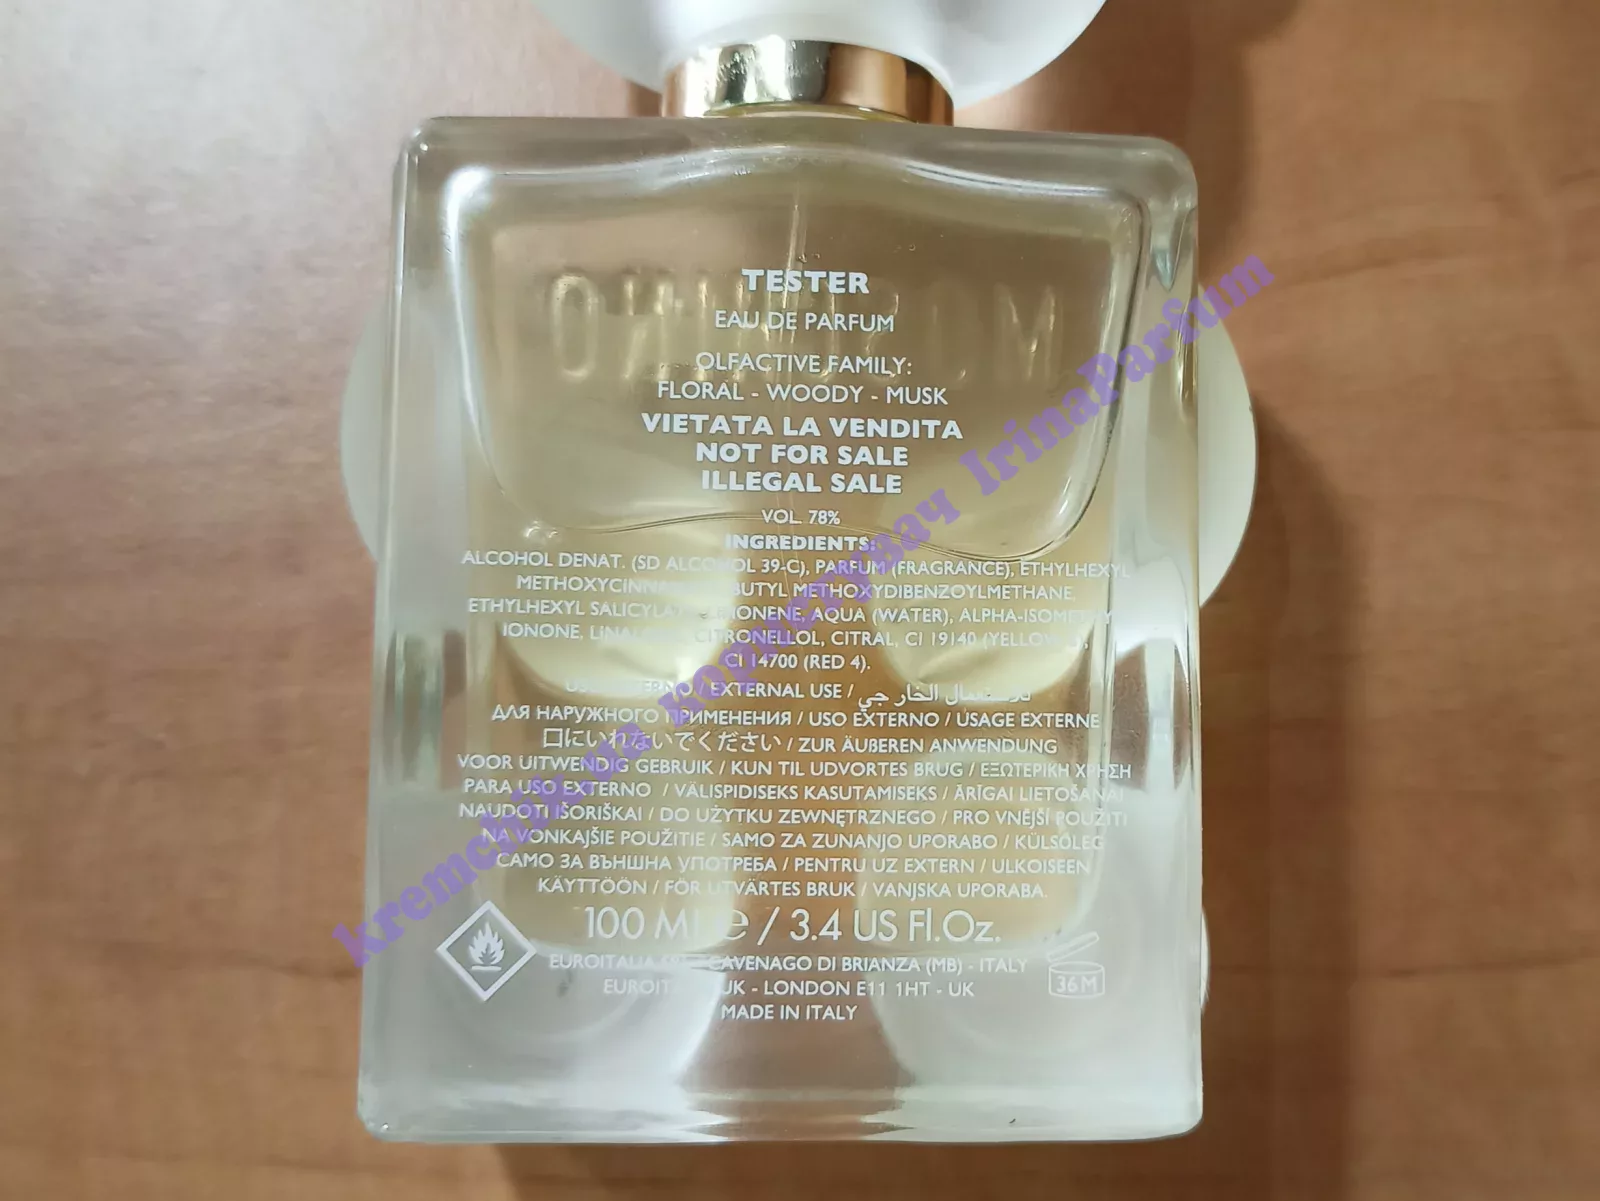 TESTER
EAU DE PARFUM
OLFACTIVE FAMILY:
FLORAL - WOODY - MUSK
VIETATA LA VENDITA
NOT FOR SALE
ILLEGAL SALE
VOL. 78%
INGREDIENTS:
ALCOHOL DENAT. (SD ALCOHOL 39-C), PARFUM (FRAGRANCE), ETHYLHEXYL
BUTYL METHOXYDIBENZOYLMETHANE,
ETHYLHEXYL AQUA (WATER),
IONONE, CITRONELLOL, CITRAL, CI 19140
CI 14700 (RED 4).
/ EXTERNAL USE / للاستعمال الخارجي
ДЛЯ НАРУЖНОГО ПРИМЕНЕНИЯ / USO EXTERNO / USAGE EXTERNE
口にいれないでください / ZUR ÄUßEREN ANWENDUNG
VOOR UITWENDIG GEBRUIK / KUN TIL UDVORTES BRUG / ΕΞΩΤΕΡΙΚΗ ΧΡΗΣΗ
PARA USO EXTERNO / VÄLISPIDISEKS KASUTAMISEKS / ĀRĪGAI LIETOŠANAI
NAUDOTI IŠORIŠKAI / DO UŻYTKU ZEWNĘTRZNEGO / PRO VNĚJŠÍ POUŽITÍ
NA VONKAJŠIE POUŽITIE / SAMO ZA ZUNANJO UPORABO / KÜLSŐLEG
САМО ЗА ВЪНШНА УПОТРЕБА / PENTRU UZ EXTERN / ULKOISEEN
KÄYTTÖÖN / FÖR UTVÄRTES BRUK / VANJSKA UPORABA.
100 ML e / 3.4 US Fl.Oz.
EUROITALIA CAVENAGO DI BRIANZA (MB) - ITALY
UK - LONDON E11 1HT - UK
MADE IN ITALY
36M
MOSCHINO
kremchik.ua копирувач IrinaParfum